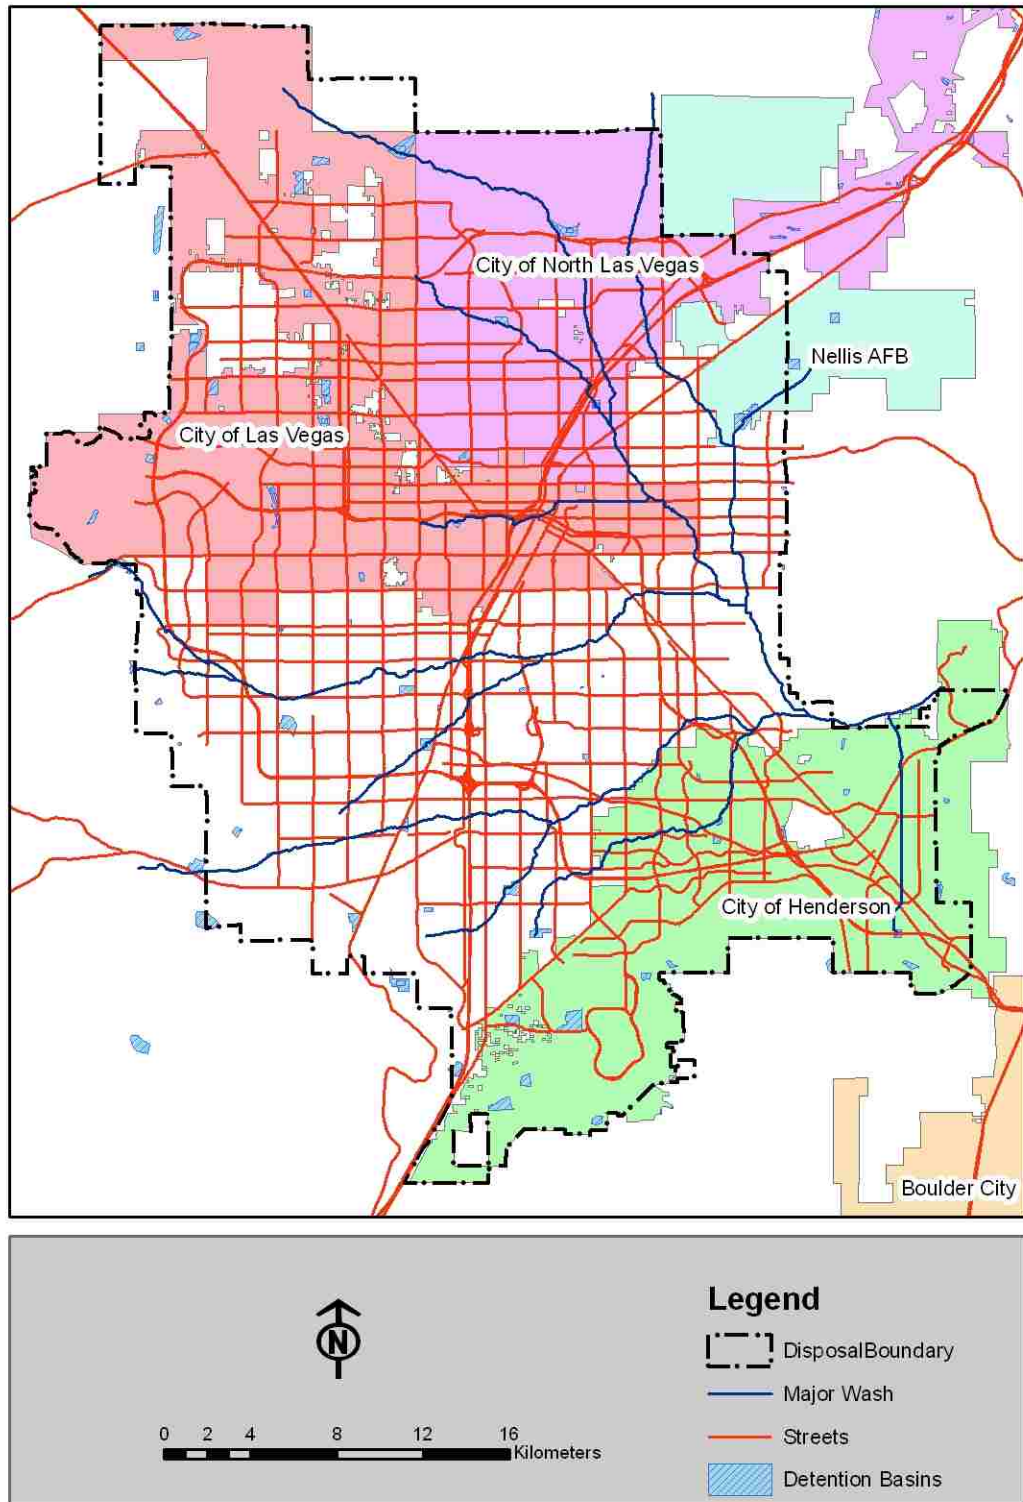 City of North Las Vegas
Nellis AFB
City of Las Vegas
City of Henderson
Boulder City
N
0 2 4 8 12 16
Kilometers
Legend
DisposalBoundary
Major Wash
Streets
Detention Basins